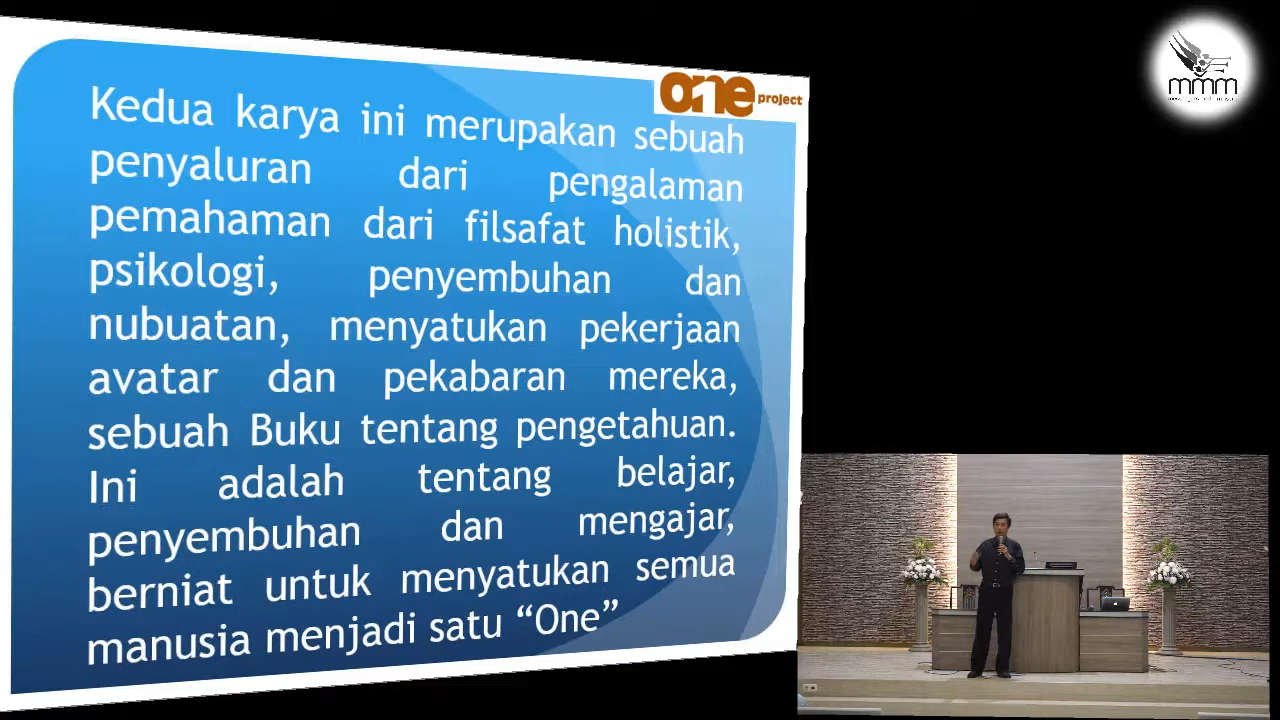 one project
Kedua karya ini merupakan sebuah
penyaluran dari pengalaman
pemahaman dari filsafat holistik,
psikologi, penyembuhan dan
nubuatan, menyatukan pekerjaan
avatar dan pekabaran mereka,
sebuah Buku tentang pengetahuan.
Ini adalah tentang belajar,
penyembuhan dan mengajar,
berniat untuk menyatukan semua
manusia menjadi satu “One”
mmm